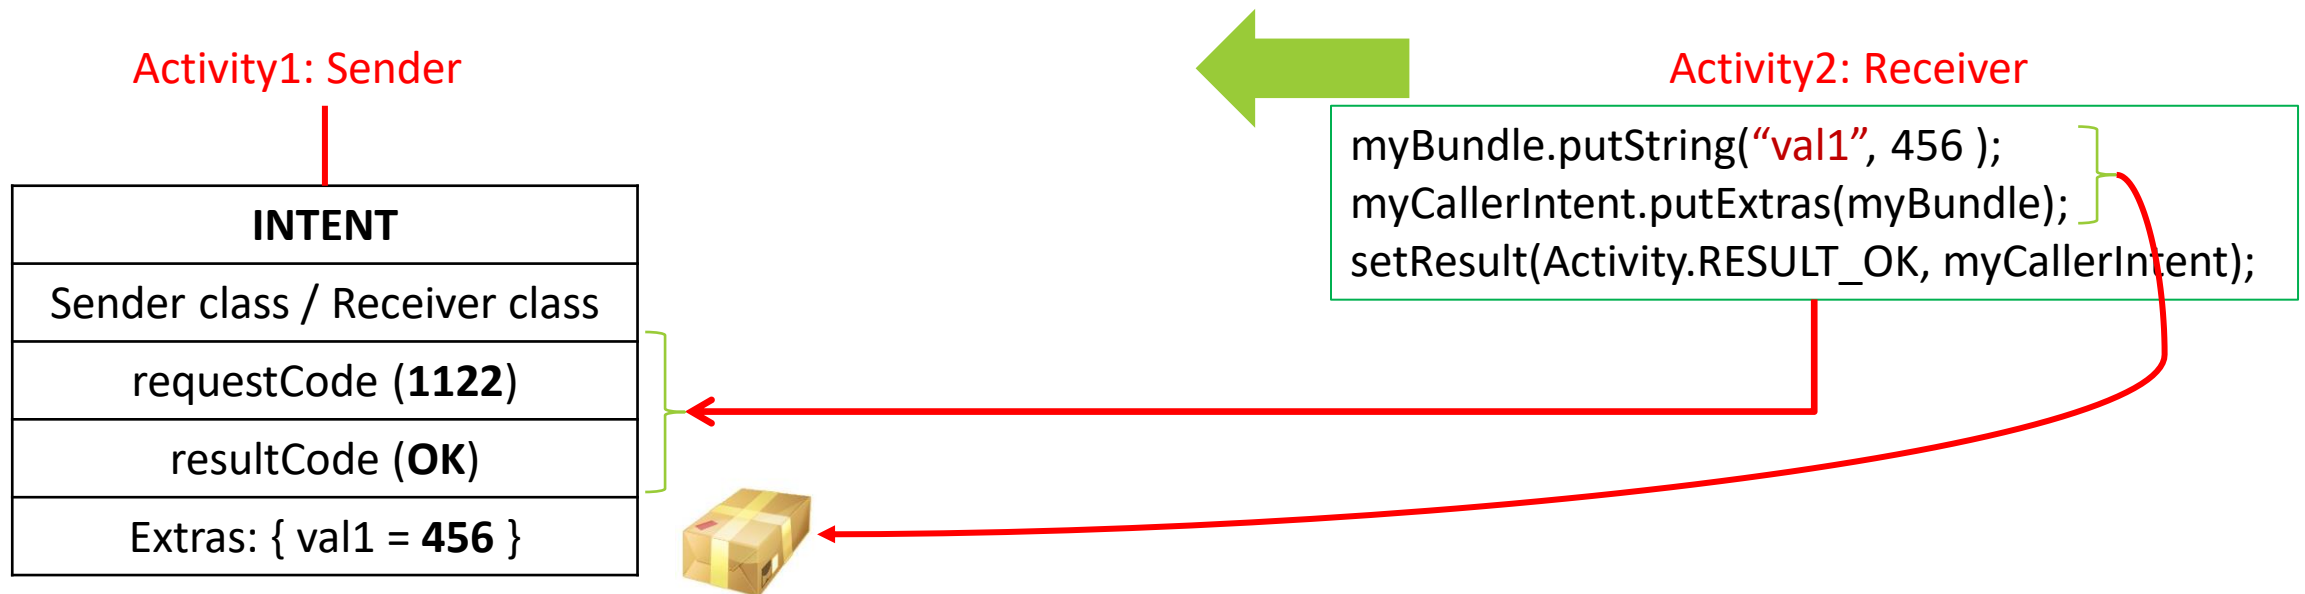 Activity1: Sender
INTENT
Sender class / Receiver class
requestCode (1122)
resultCode (OK)
Extras: { val1 = 456 }
Activity2: Receiver
myBundle.putString(“val1”, 456 );
myCallerIntent.putExtras(myBundle);
setResult(Activity.RESULT_OK, myCallerIntent);